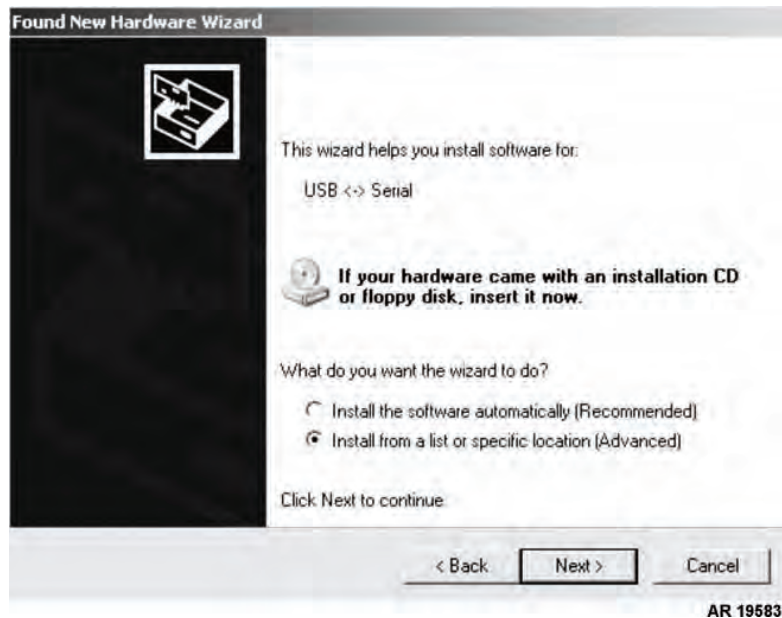 Found New Hardware Wizard
This wizard helps you install software for:
USB <-> Serial
If your hardware came with an installation CD
or floppy disk, insert it now.
What do you want the wizard to do?
Install the software automatically (Recommended)
Install from a list or specific location (Advanced)
Click Next to continue.
< Back
Next >
Cancel
AR 19583